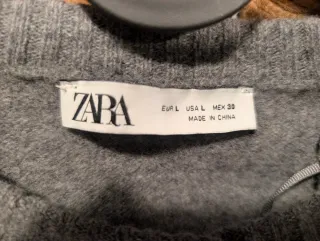 ZARA
EUR L USA L MEX 30
MADE IN CHINA